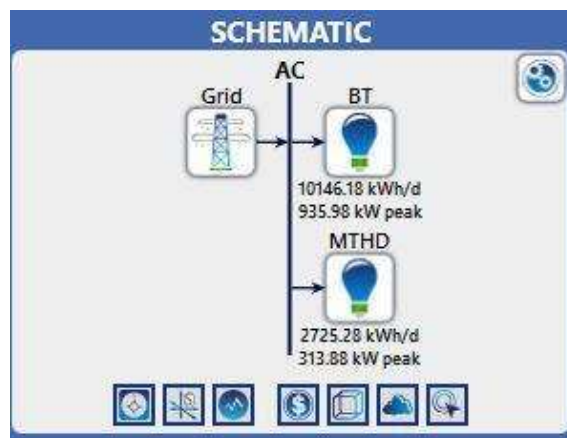 SCHEMATIC
AC
Grid
BT
10146.18 kWh/d
935.98 kW peak
MTHD
2725.28 kWh/d
313.88 kW peak